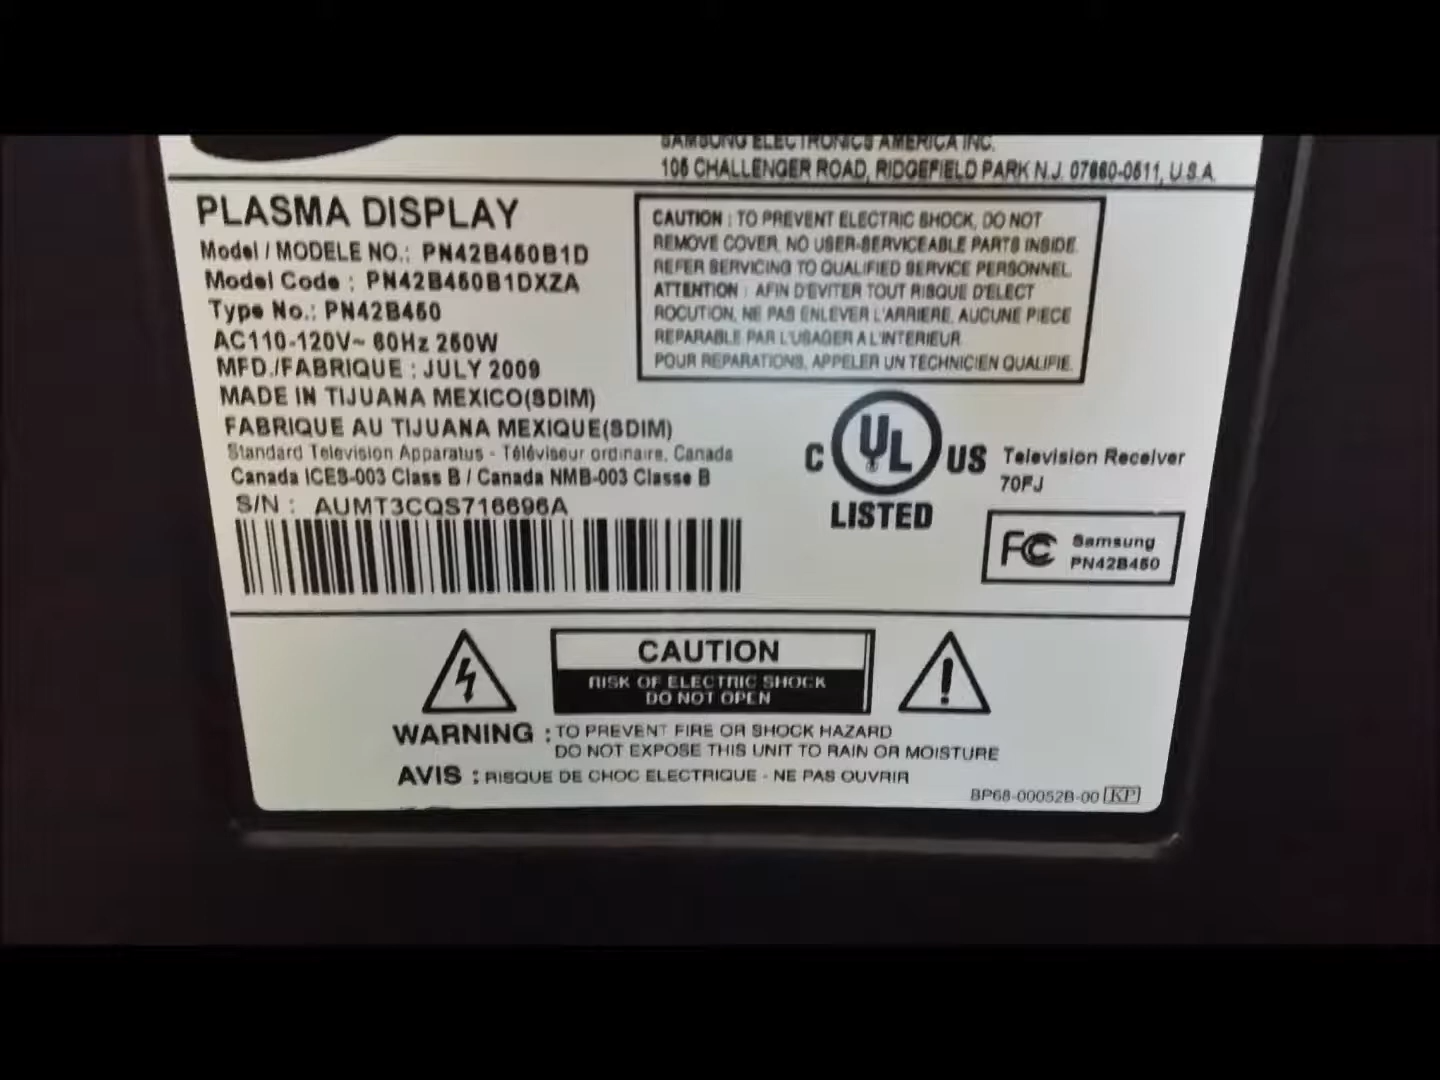 SAMSUNG ELECTRONICS AMERICA INC.
105 CHALLENGER ROAD, RIDGEFIELD PARK N.J. 07660-0511, U.S.A.
PLASMA DISPLAY
Model / MODELE NO.: PN42B450B1D
Model Code : PN42B450B1DXZA
Type No.: PN42B450
AC110-120V~ 60Hz 250W
MFD./FABRIQUE : JULY 2009
MADE IN TIJUANA MEXICO(SDIM)
FABRIQUE AU TIJUANA MEXIQUE(SDIM)
Standard Television Apparatus - Téléviseur ordinaire, Canada
Canada ICES-003 Class B / Canada NMB-003 Classe B
S/N : AUMT3CQS716696A
CAUTION : TO PREVENT ELECTRIC SHOCK, DO NOT
REMOVE COVER. NO USER-SERVICEABLE PARTS INSIDE.
REFER SERVICING TO QUALIFIED SERVICE PERSONNEL.
ATTENTION : AFIN D'EVITER TOUT RISQUE D'ELECT
ROCUTION, NE PAS ENLEVER L'ARRIERE. AUCUNE PIECE
REPARABLE PAR L'USAGER A L'INTERIEUR.
POUR REPARATIONS, APPELER UN TECHNICIEN QUALIFIE.
C UL US
LISTED
Television Receiver
70FJ
FC Samsung
PN42B450
CAUTION
RISK OF ELECTRIC SHOCK
DO NOT OPEN
WARNING : TO PREVENT FIRE OR SHOCK HAZARD
DO NOT EXPOSE THIS UNIT TO RAIN OR MOISTURE
AVIS : RISQUE DE CHOC ELECTRIQUE - NE PAS OUVRIR
BP68-00052B-00 KP